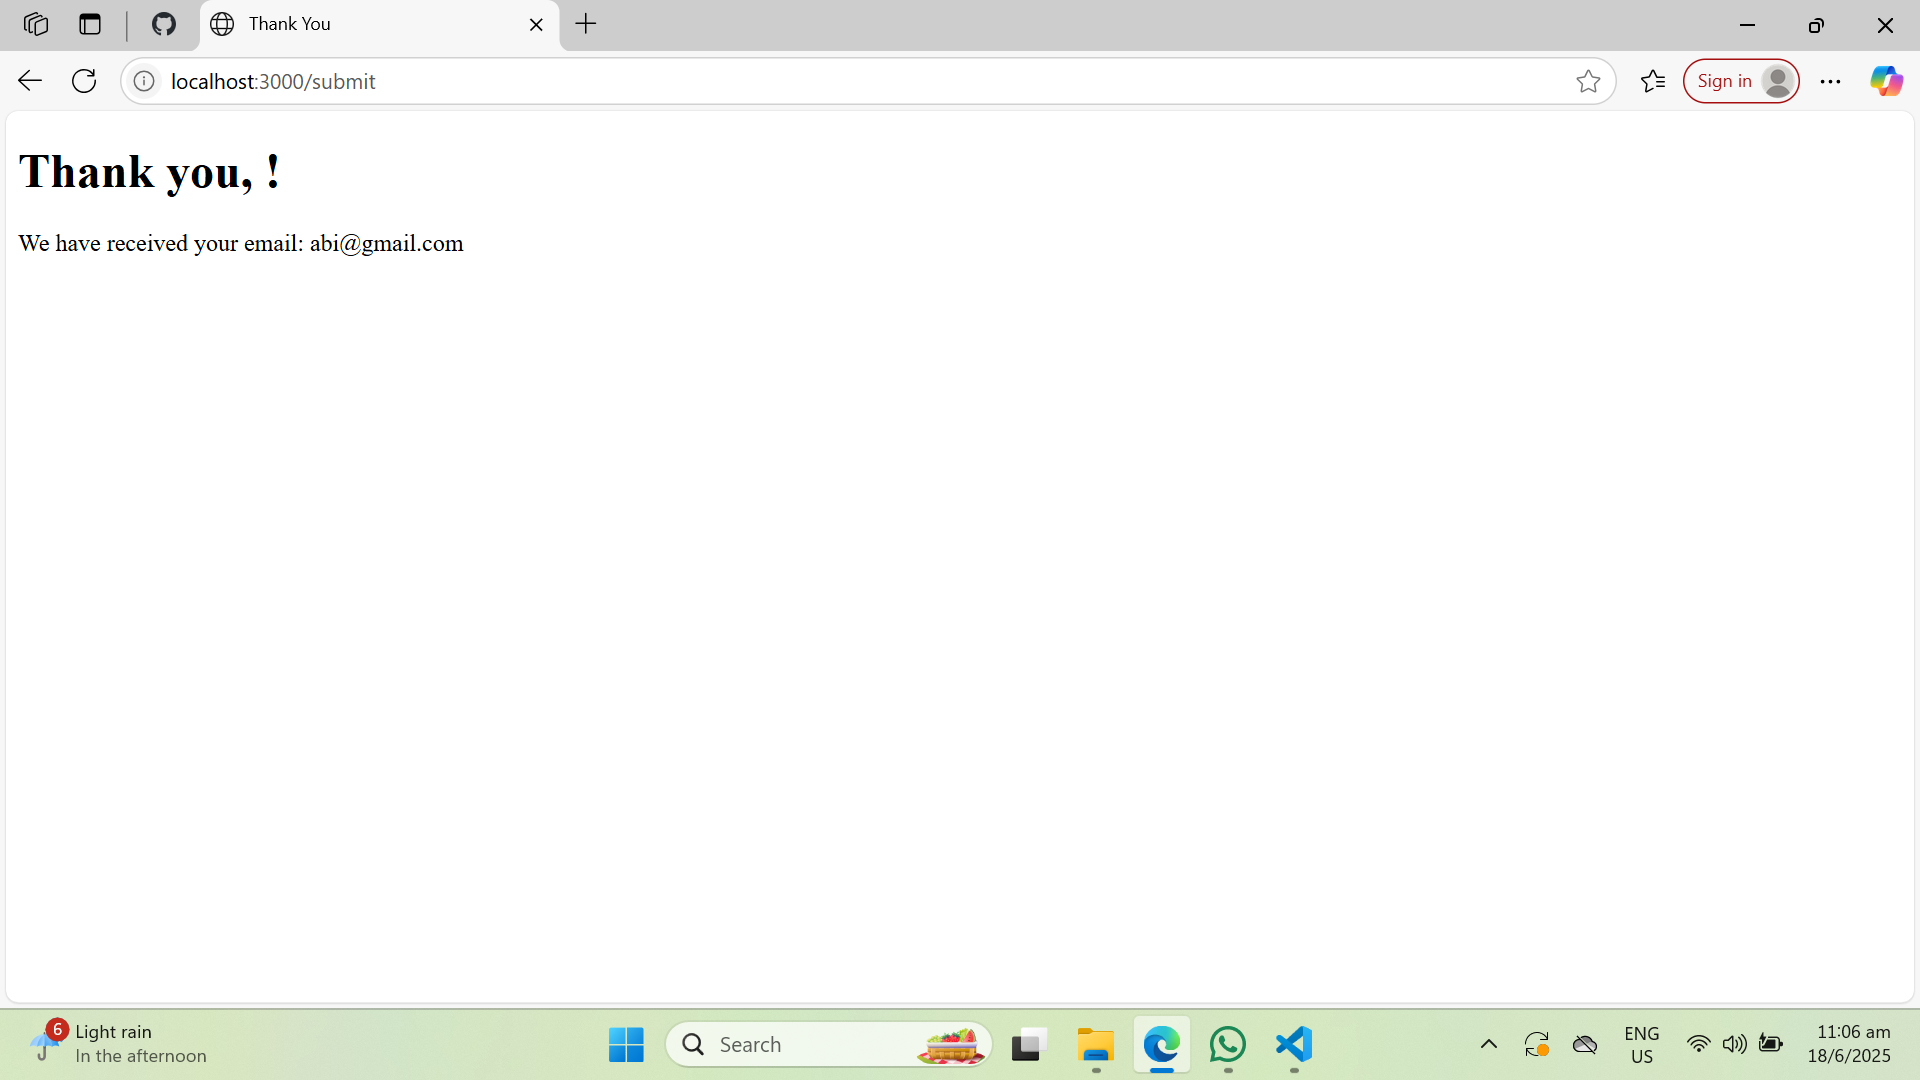 Thank You
localhost:3000/submit
Sign in
Thank you, !
We have received your email: abi@gmail.com
6
Light rain
In the afternoon
Search
ENG
US
11:06 am
18/6/2025